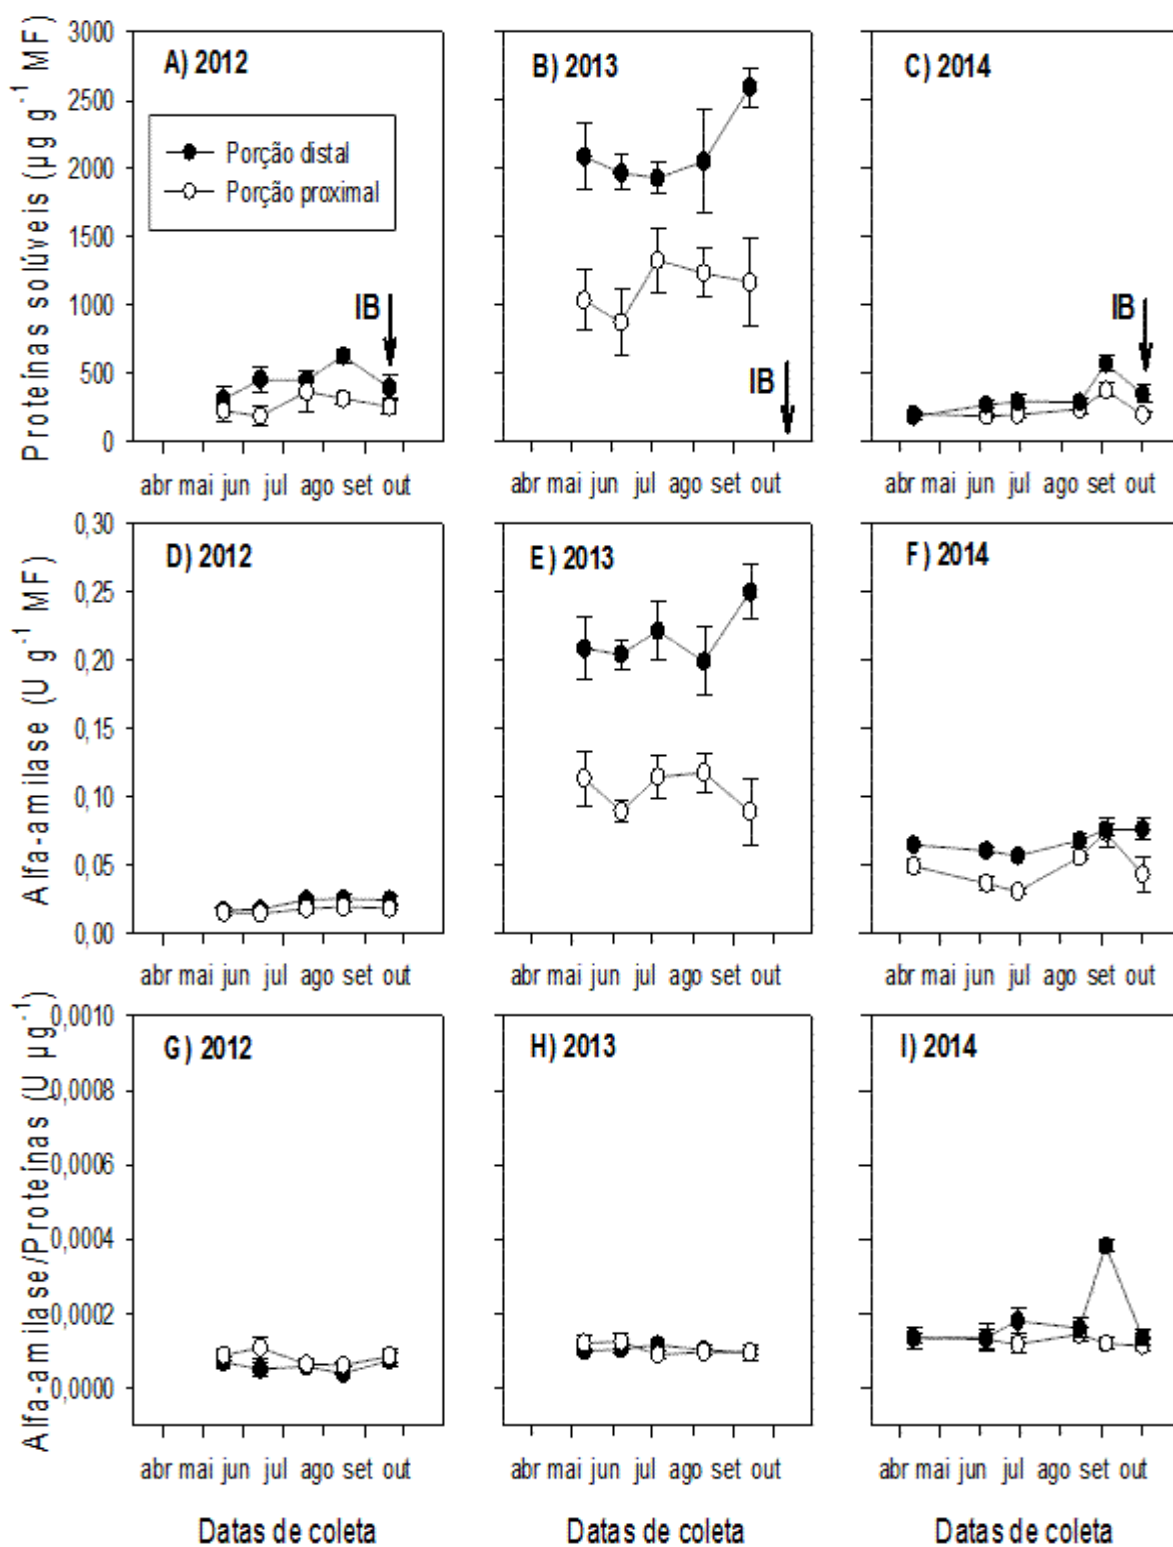 Proteínas solúveis (µg g⁻¹ MF)
3000
2500
2000
1500
1000
500
0
A) 2012
Porção distal
Porção proximal
IB
abr mai jun jul ago set out
B) 2013
IB
abr mai jun jul ago set out
C) 2014
IB
abr mai jun jul ago set out
Alfa-amilase (U g⁻¹ MF)
0,30
0,25
0,20
0,15
0,10
0,05
0,00
D) 2012
abr mai jun jul ago set out
E) 2013
abr mai jun jul ago set out
F) 2014
abr mai jun jul ago set out
Alfa-amilase/Proteínas (U µg⁻¹)
0,0010
0,0008
0,0006
0,0004
0,0002
0,0000
G) 2012
abr mai jun jul ago set out
Datas de coleta
H) 2013
abr mai jun jul ago set out
Datas de coleta
I) 2014
abr mai jun jul ago set out
Datas de coleta